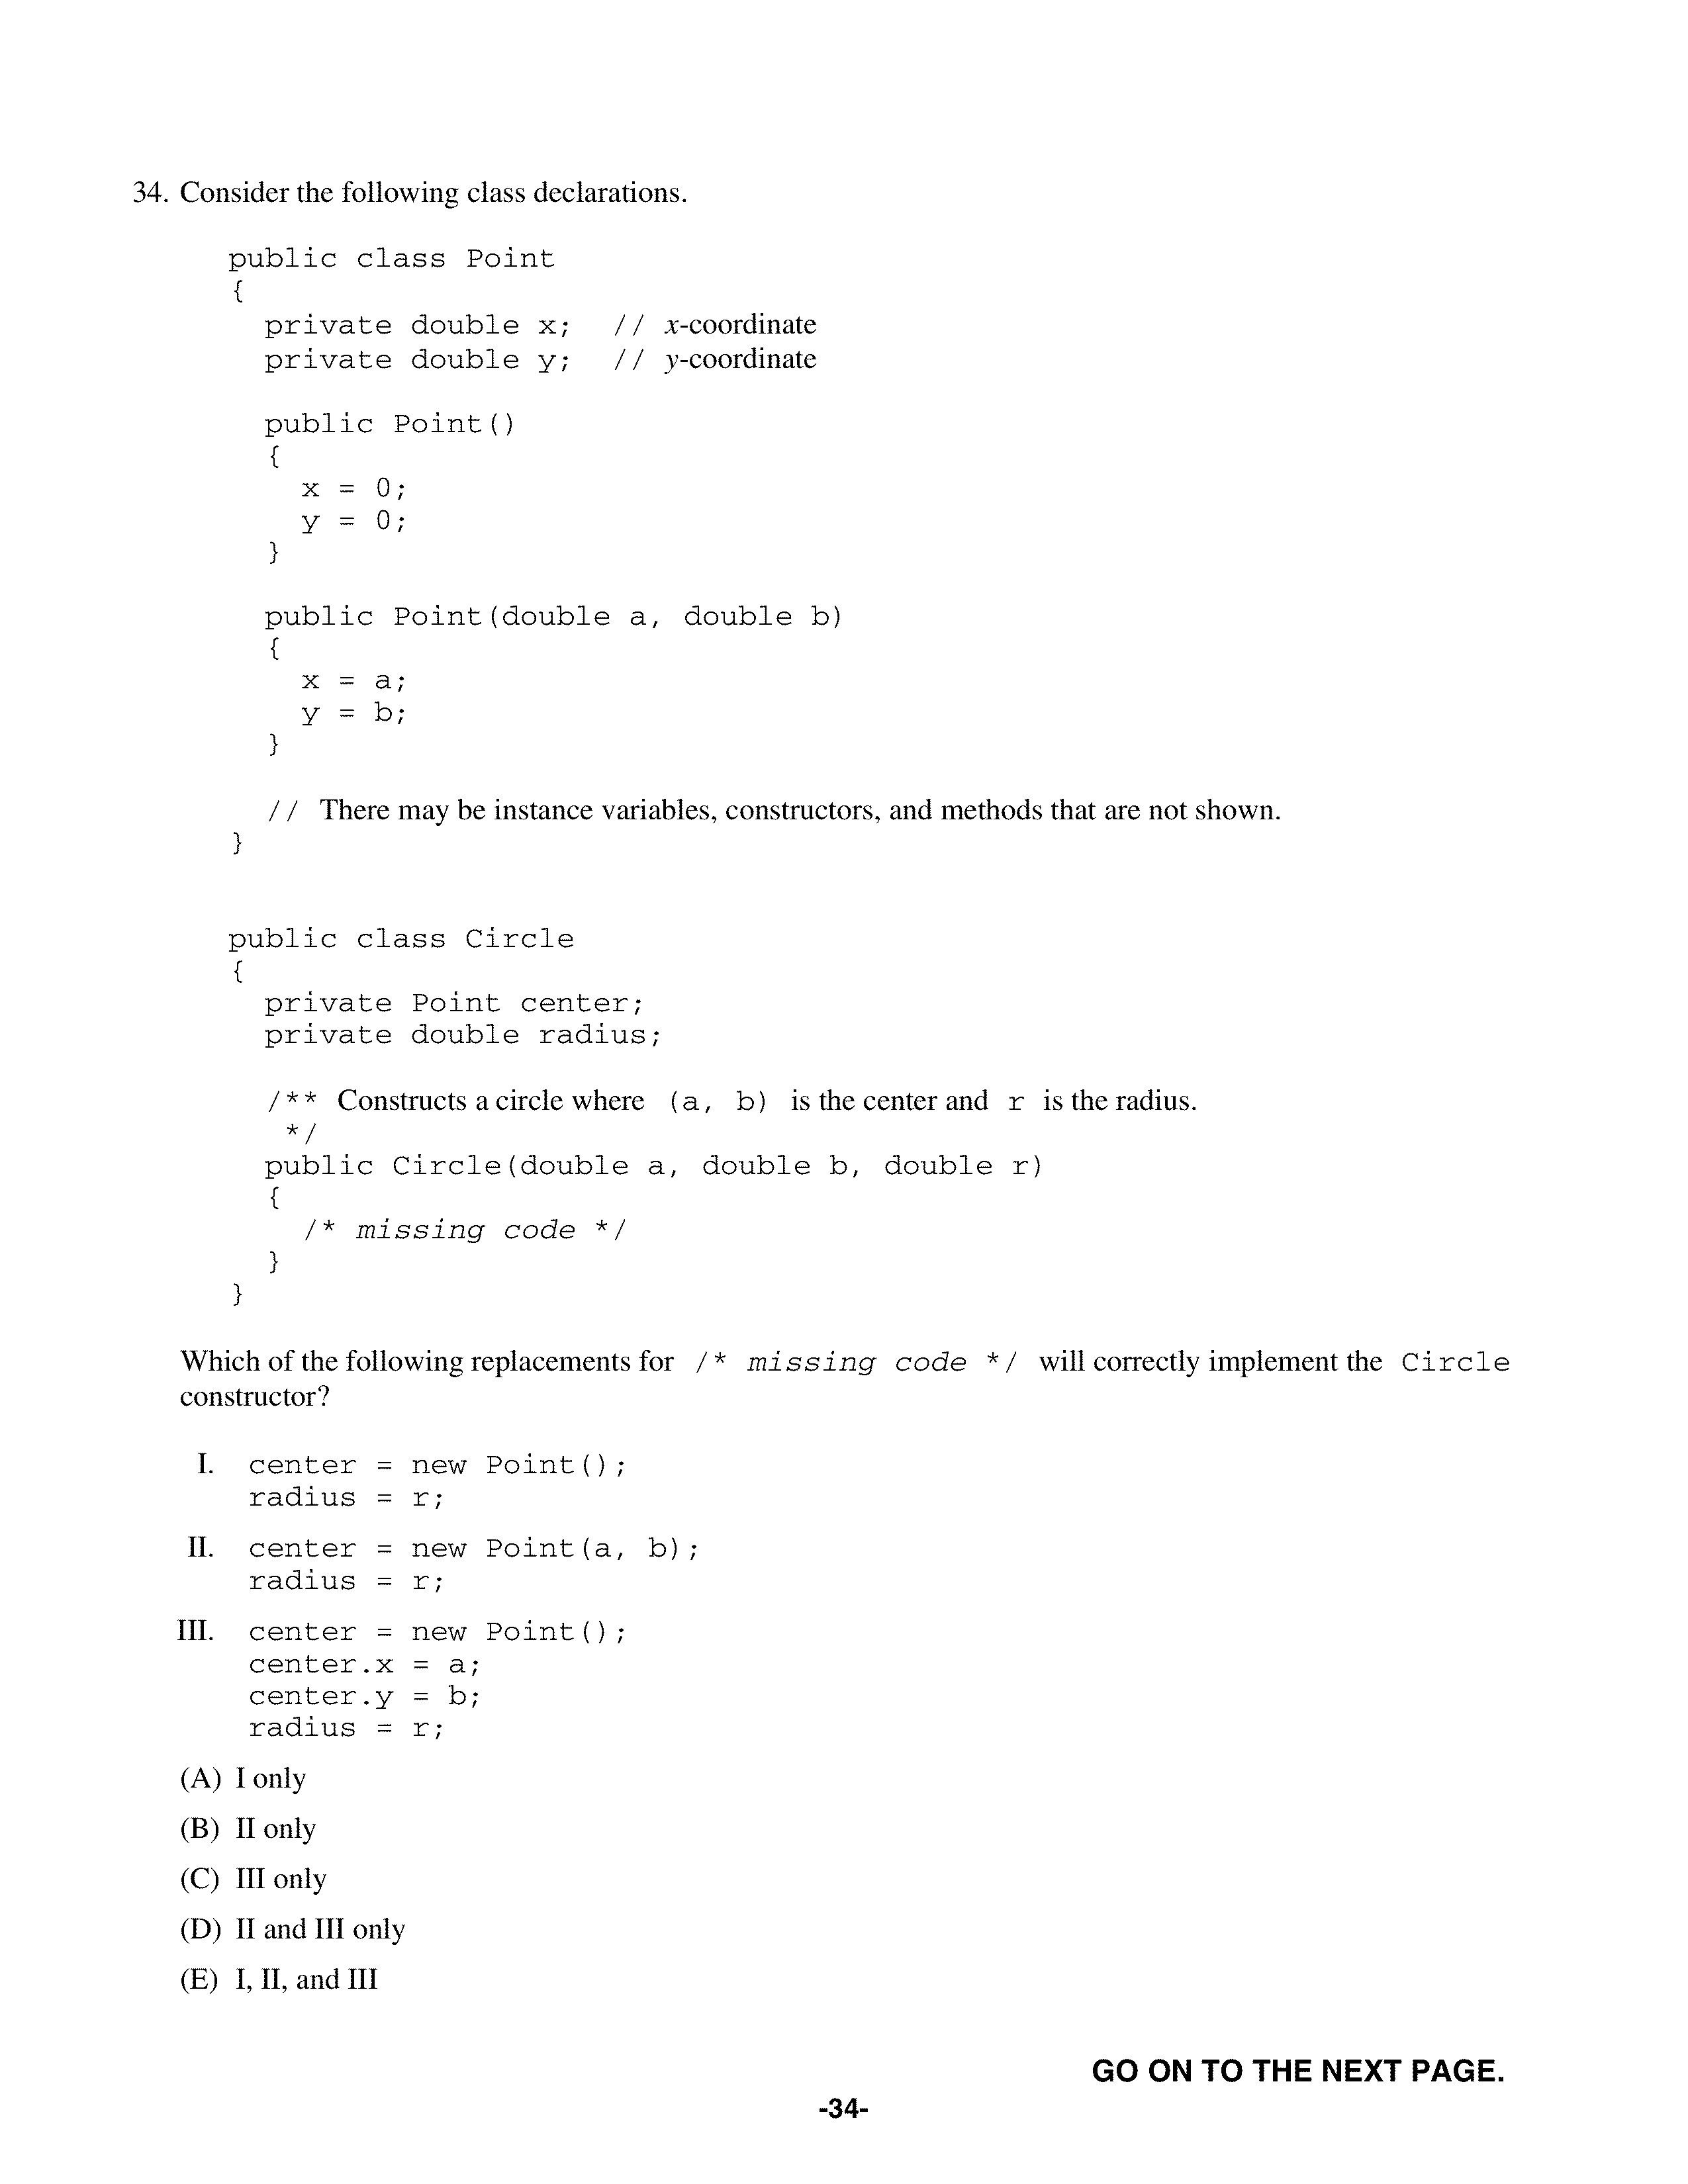 34. Consider the following class declarations.
public class Point
{
private double x; // x-coordinate
private double y; // y-coordinate
public Point()
{
x = 0;
y = 0;
}
public Point(double a, double b)
{
x = a;
y = b;
}
// There may be instance variables, constructors, and methods that are not shown.
}
public class Circle
{
private Point center;
private double radius;
/** Constructs a circle where (a, b) is the center and r is the radius.
*/
public Circle(double a, double b, double r)
{
/* missing code */
}
}
Which of the following replacements for /* missing code */ will correctly implement the Circle
constructor?
I. center = new Point();
radius = r;
II. center = new Point(a, b);
radius = r;
III. center = new Point();
center.x = a;
center.y = b;
radius = r;
(A) I only
(B) II only
(C) III only
(D) II and III only
(E) I, II, and III
GO ON TO THE NEXT PAGE.
-34-